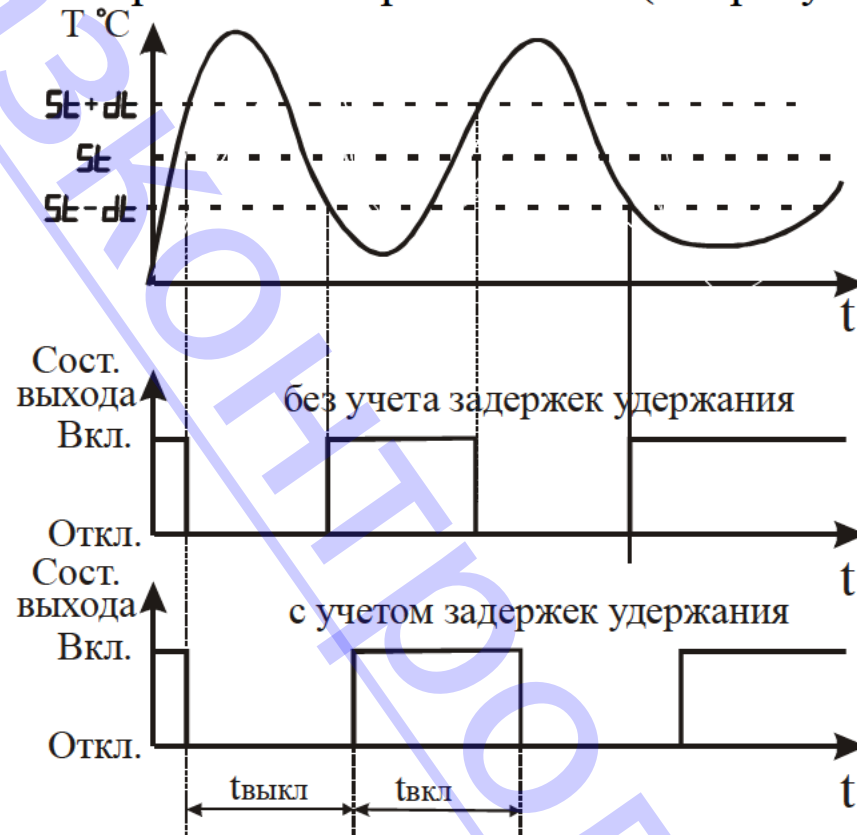 T °C
St+dt
St
St-dt
t
Сост.
выхода
без учета задержек удержания
Вкл.
Откл.
t
Сост.
выхода
с учетом задержек удержания
Вкл.
Откл.
t
tвыкл
tвкл